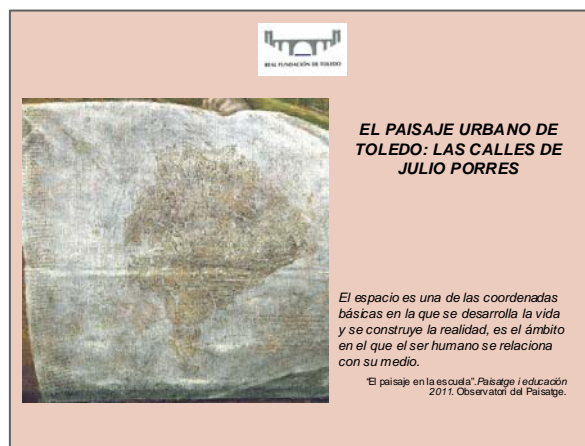 REAL FUNDACIÓN DE TOLEDO
EL PAISAJE URBANO DE
TOLEDO: LAS CALLES DE
JULIO PORRES
El espacio es una de las coordenadas
básicas en la que se desarrolla la vida
y se construye la realidad, es el ámbito
en el que el ser humano se relaciona
con su medio.
"El paisaje en la escuela".Paisatge i educación
2011. Observatori del Paisatge.